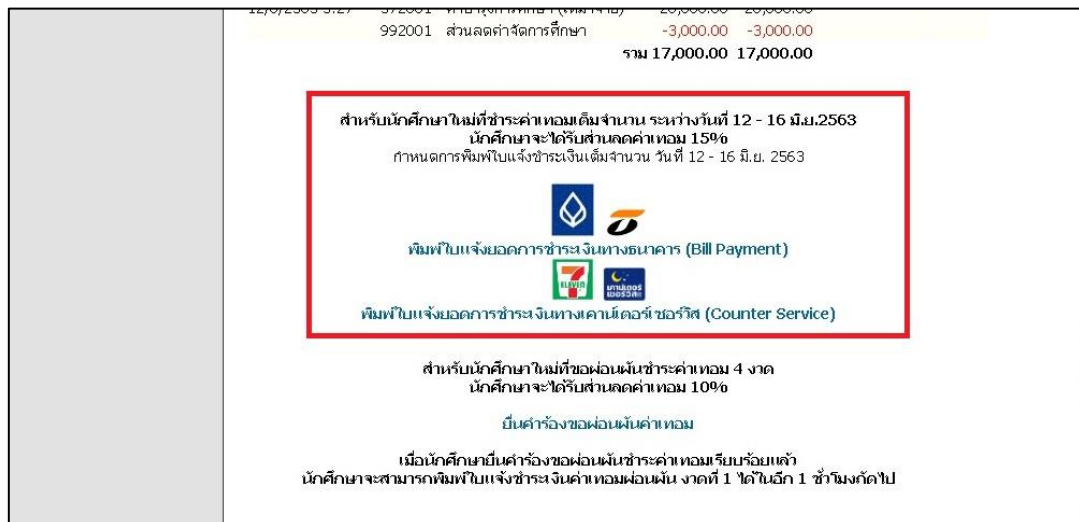 992001 ส่วนลดค่าจัดการศึกษา -3,000.00 -3,000.00
รวม 17,000.00 17,000.00
สำหรับนักศึกษาใหม่ที่ชำระค่าเทอมเต็มจำนวน ระหว่างวันที่ 12 - 16 มิ.ย.2563
นักศึกษาจะได้รับส่วนลดค่าเทอม 15%
กำหนดการพิมพ์ใบแจ้งชำระเงินเต็มจำนวน วันที่ 12 - 16 มิ.ย. 2563
พิมพ์ใบแจ้งยอดการชำระเงินทางธนาคาร (Bill Payment)
7 ELEVEN เคาน์เตอร์เซอร์วิส
พิมพ์ใบแจ้งยอดการชำระเงินทางเคาน์เตอร์เซอร์วิส (Counter Service)
สำหรับนักศึกษาใหม่ที่ขอผ่อนผันชำระค่าเทอม 4 งวด
นักศึกษาจะได้รับส่วนลดค่าเทอม 10%
ยื่นคำร้องขอผ่อนผันค่าเทอม
เมื่อนักศึกษายื่นคำร้องขอผ่อนผันชำระค่าเทอมเรียบร้อยแล้ว
นักศึกษาจะสามารถพิมพ์ใบแจ้งชำระเงินค่าเทอมผ่อนผัน งวดที่ 1 ได้ในอีก 1 ชั่วโมงถัดไป